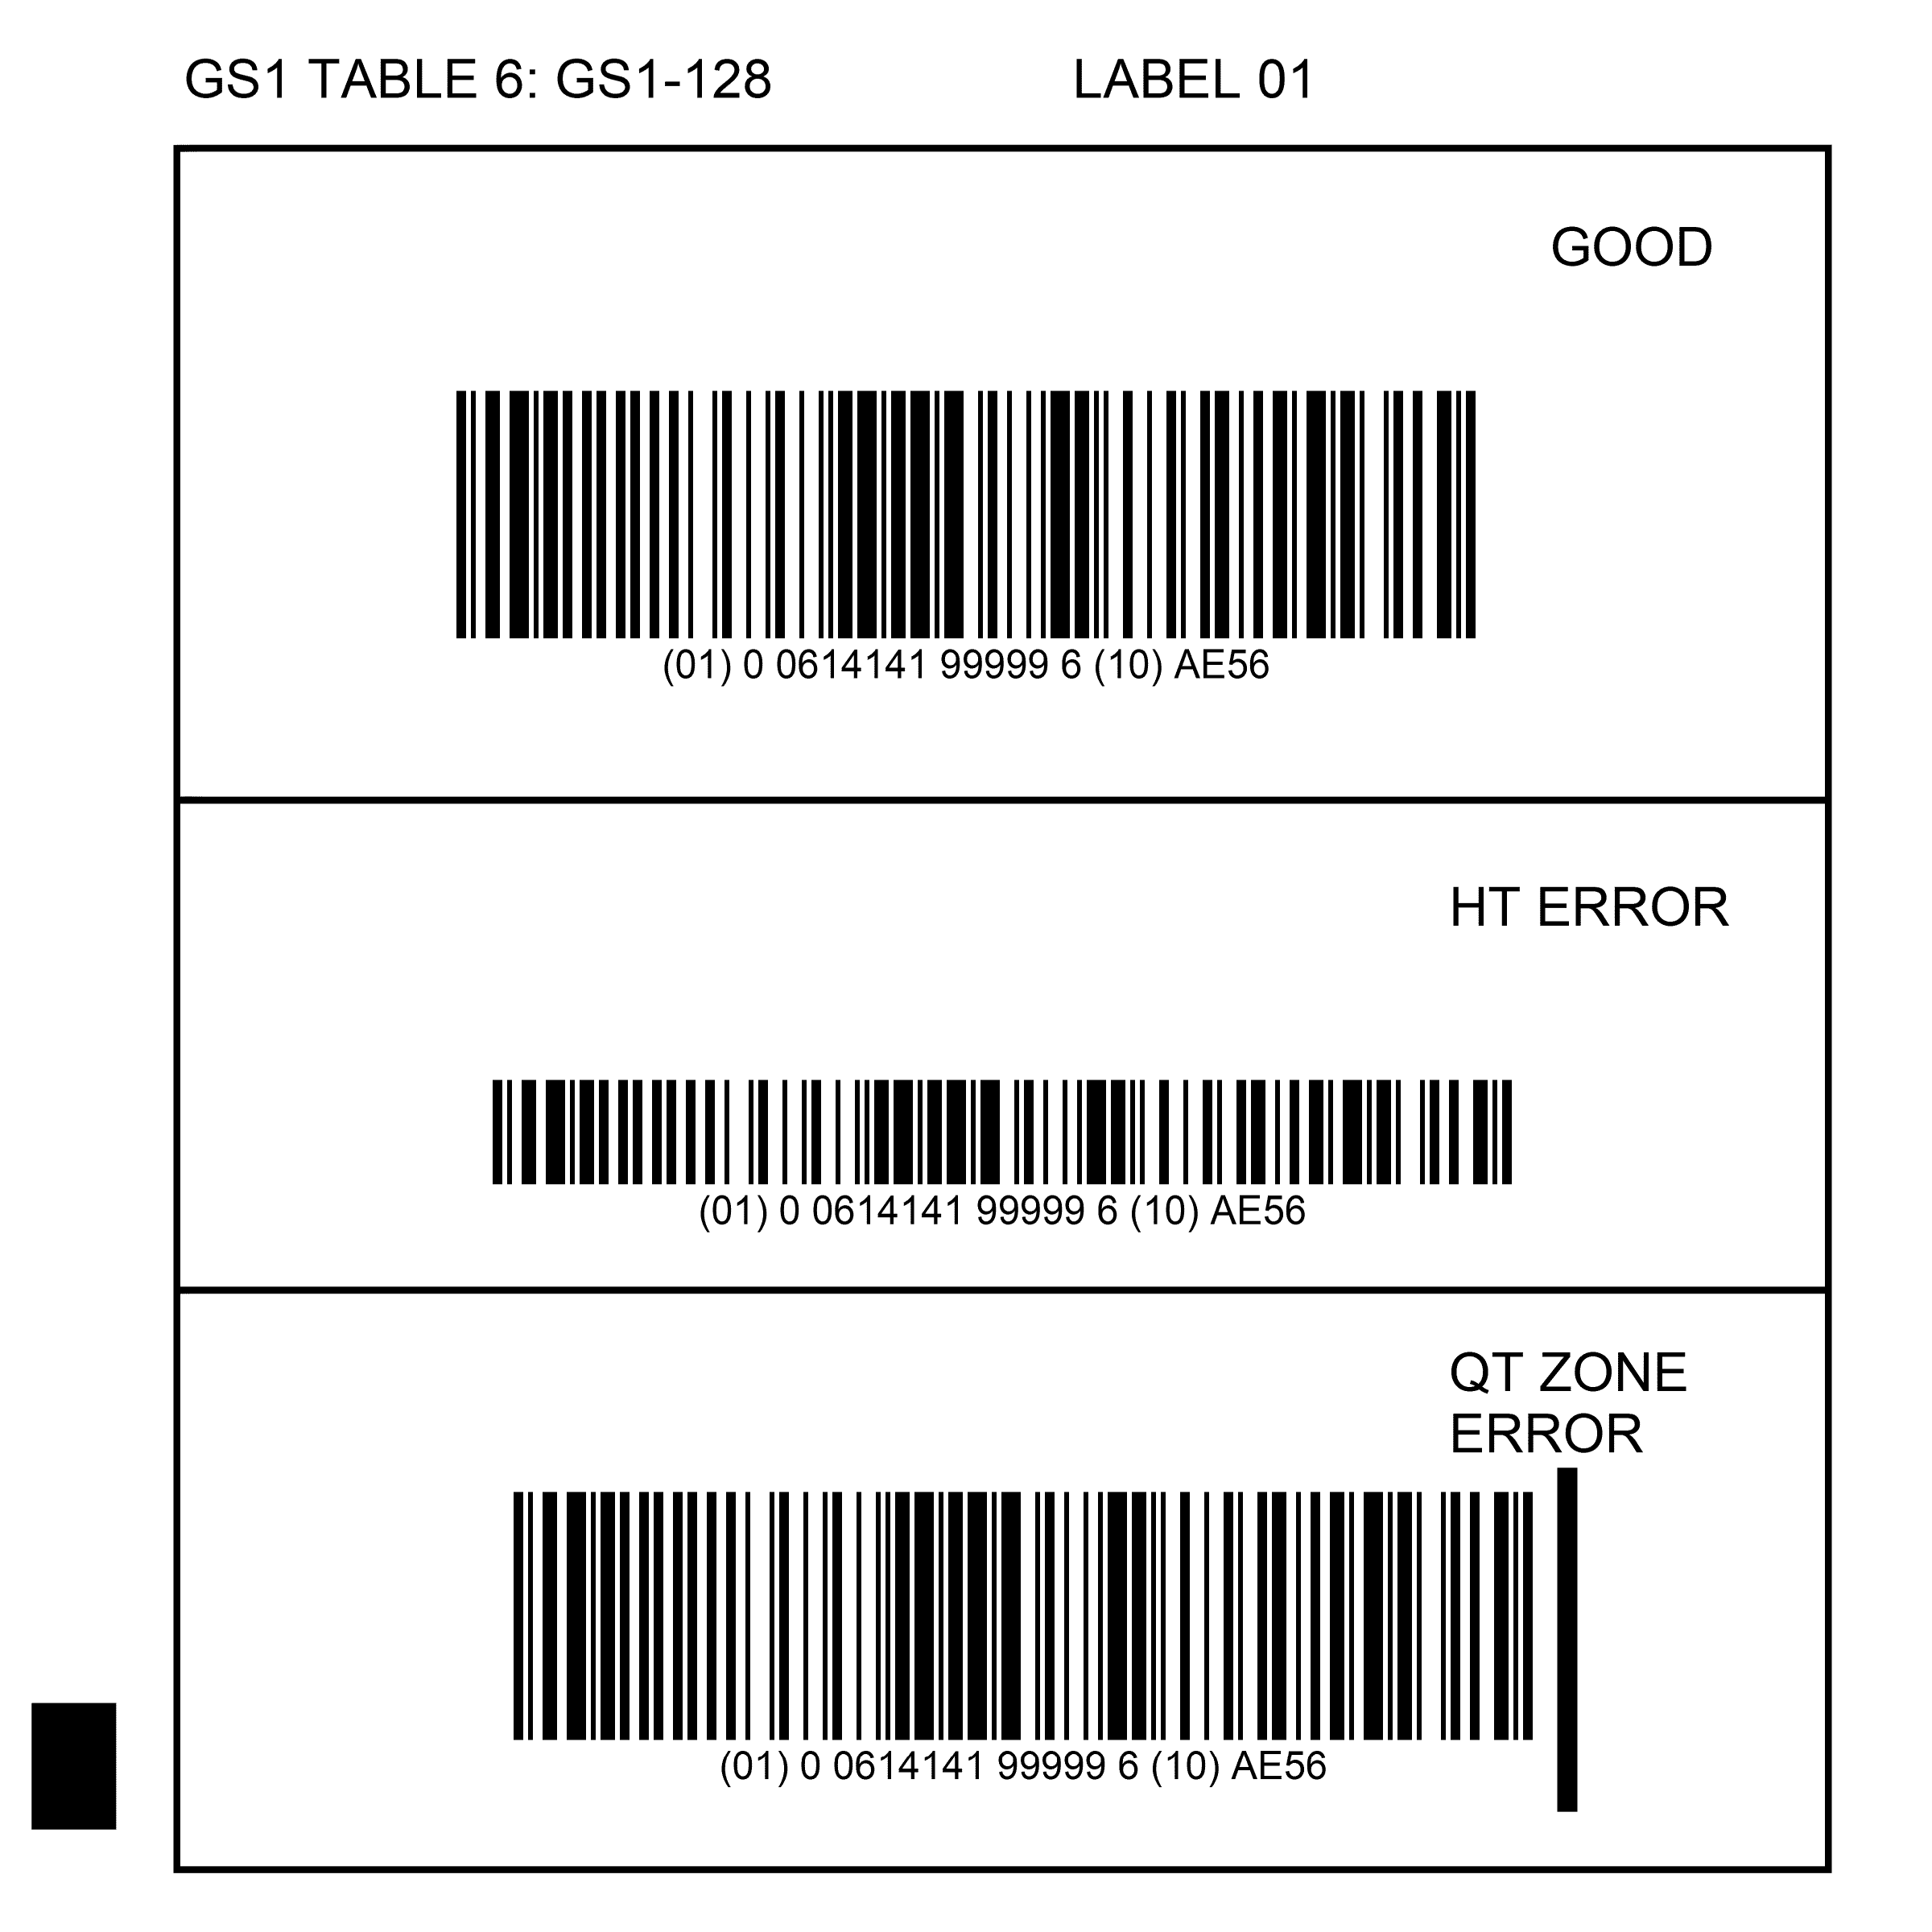 GS1 TABLE 6: GS1-128 LABEL 01
GOOD
(01) 0 0614141 99999 6 (10) AE56
HT ERROR
(01) 0 0614141 99999 6 (10) AE56
QT ZONE
ERROR
(01) 0 0614141 99999 6 (10) AE56